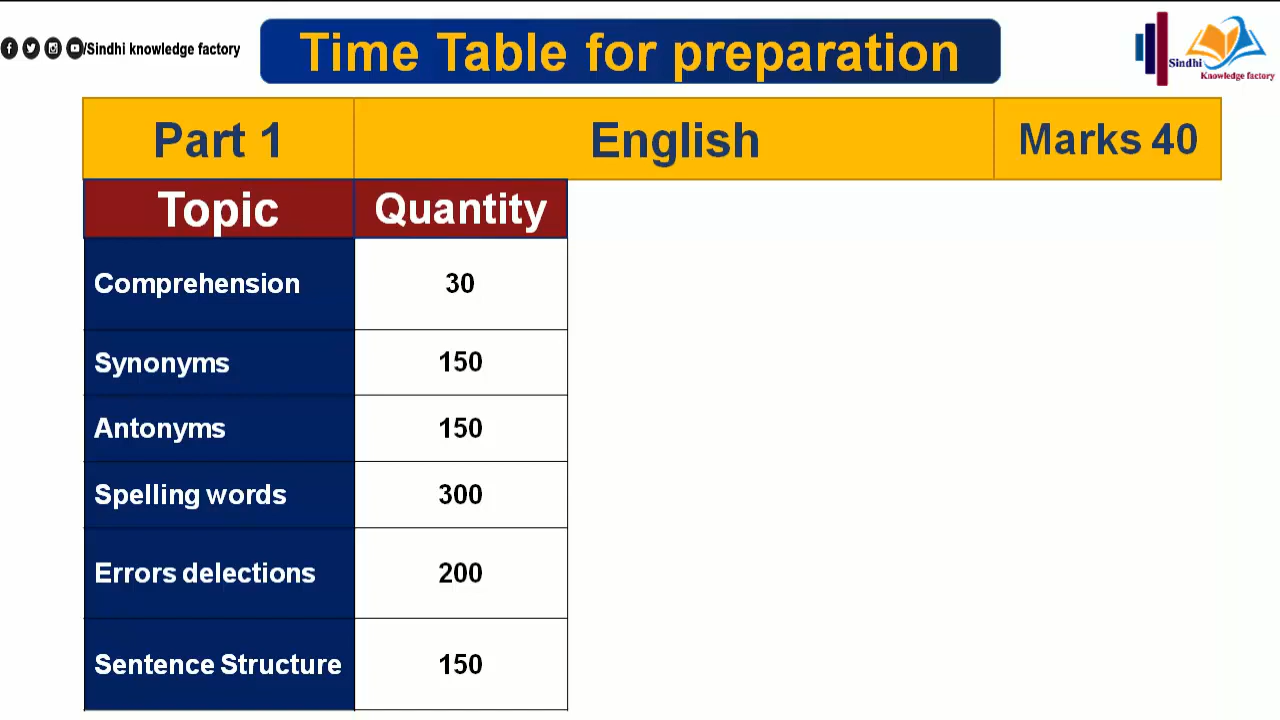 /Sindhi knowledge factory
Time Table for preparation
Sindhi
Knowledge factory
Part 1 English Marks 40
Topic Quantity
Comprehension 30
Synonyms 150
Antonyms 150
Spelling words 300
Errors delections 200
Sentence Structure 150